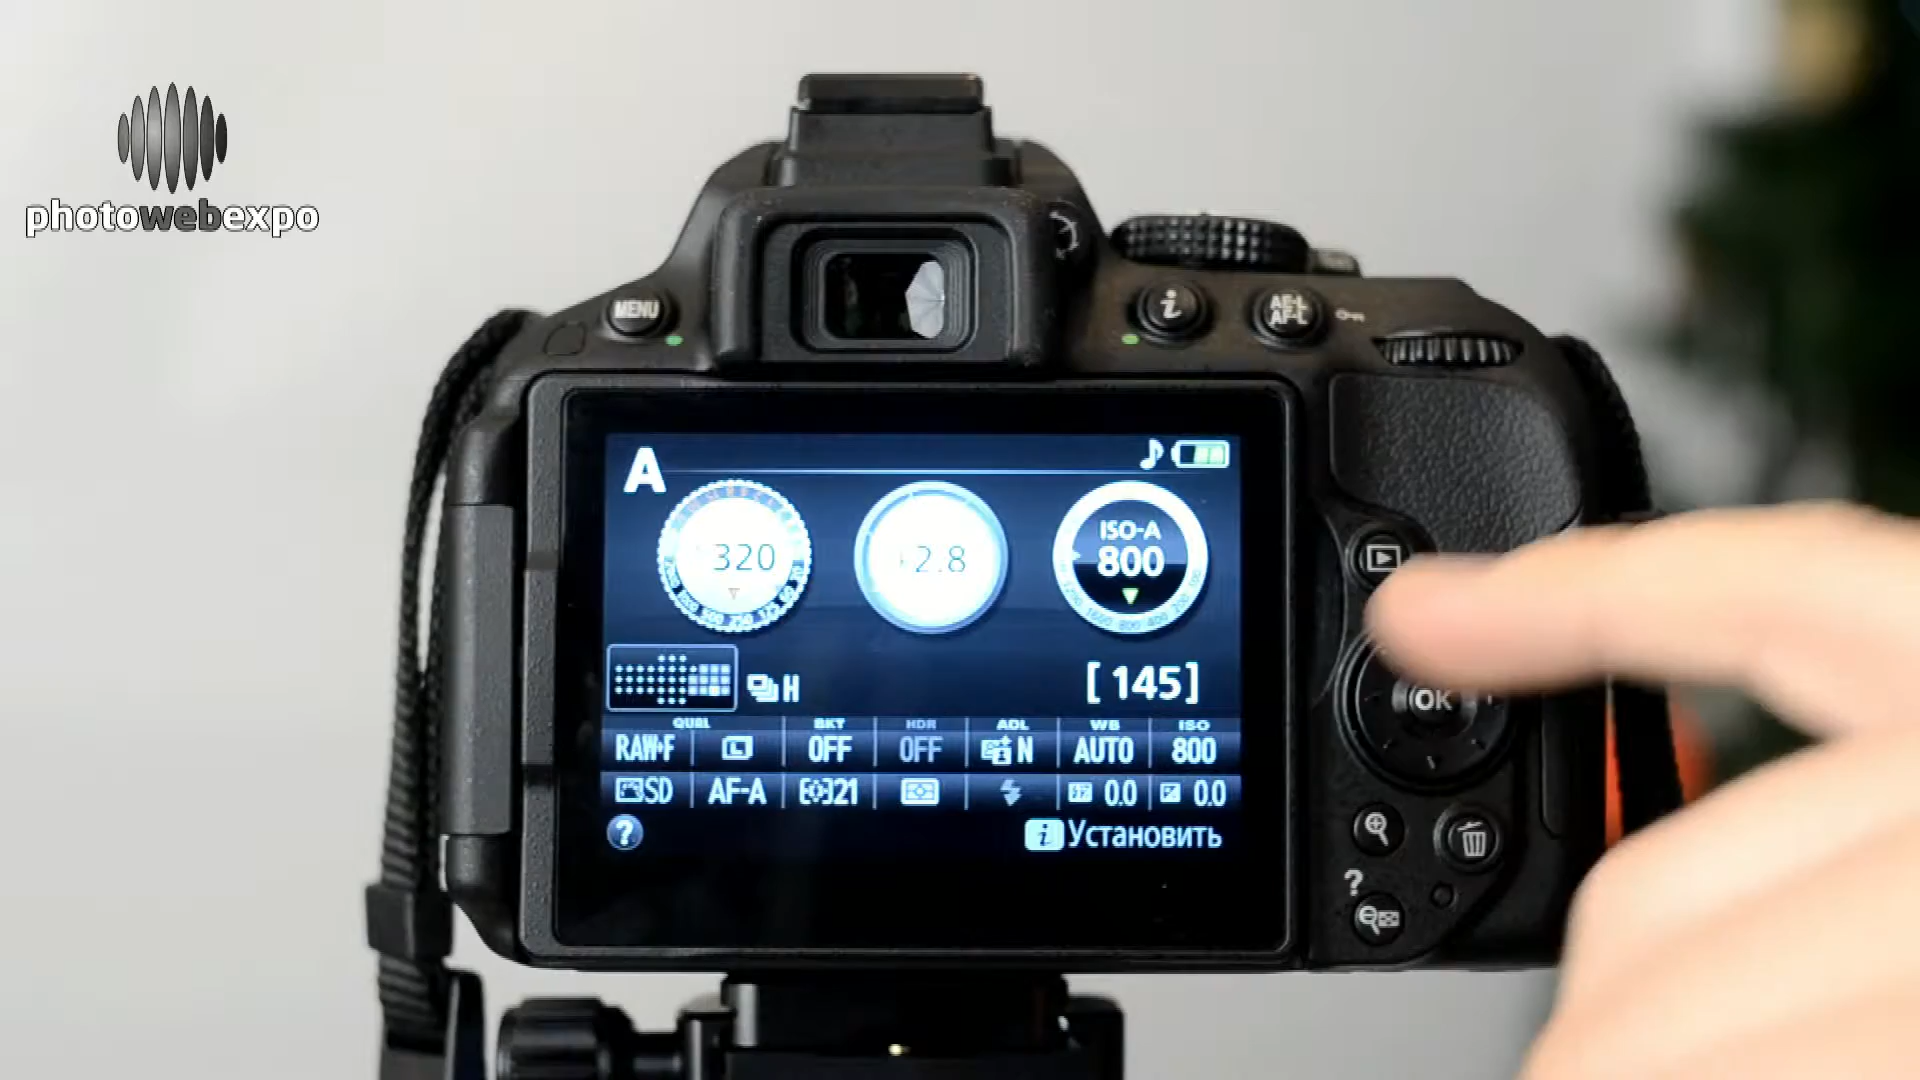 photowebexpo
MENU
i
AE-L
AF-L
A
320
2.8
ISO-A
800
H
[145]
QUAL BKT HDR ADL WB ISO
RAW+F L OFF OFF N AUTO 800
SD AF-A 21 0.0 0.0
? i Установить
OK
?